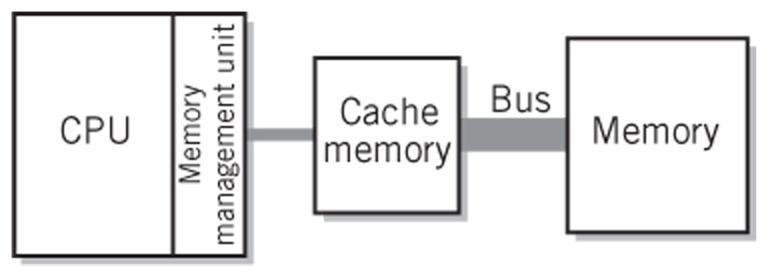 CPU
Memory
management unit
Cache
memory
Bus
Memory